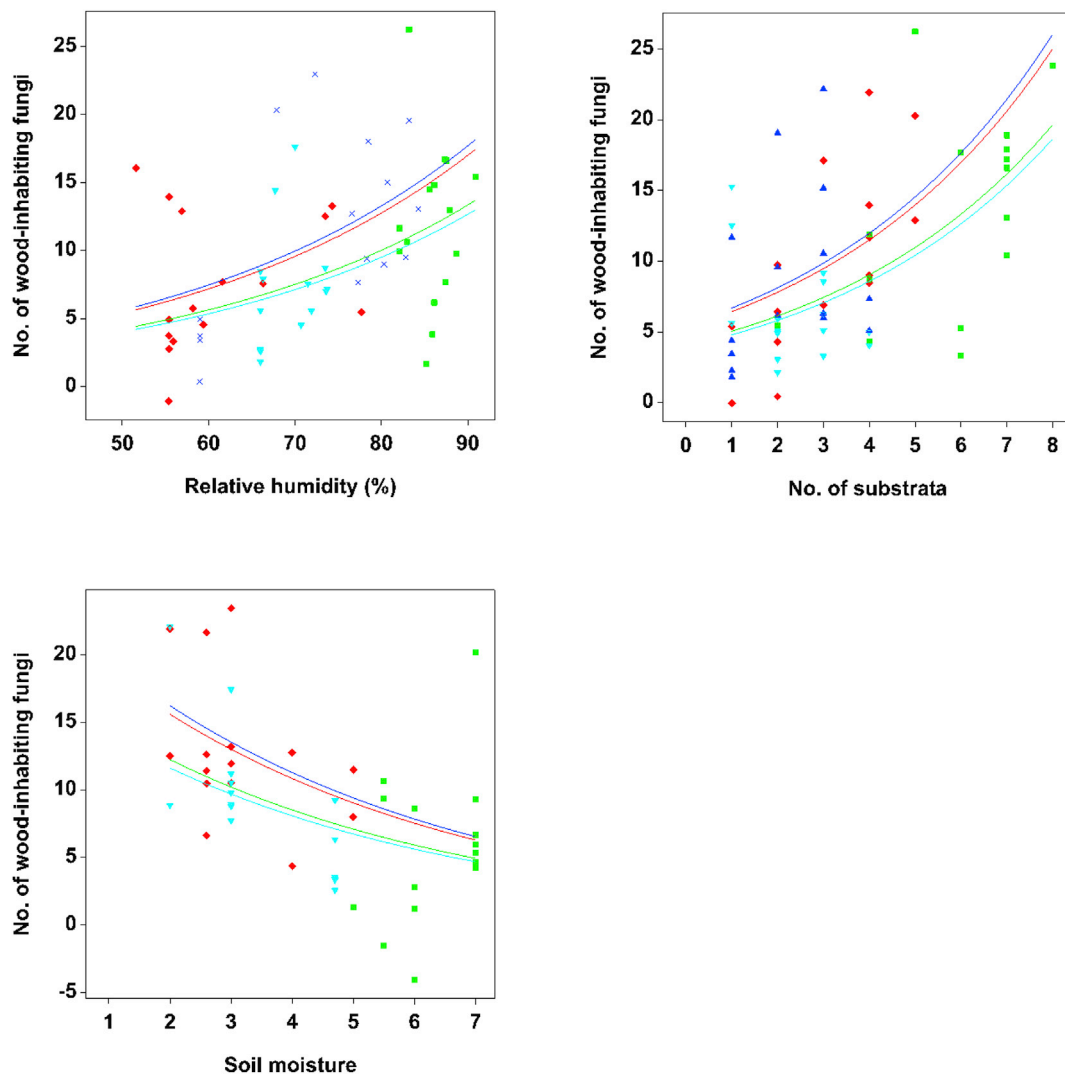 No. of wood-inhabiting fungi
25
20
15
10
5
0
50 60 70 80 90
Relative humidity (%)
No. of wood-inhabiting fungi
25
20
15
10
5
0
0 1 2 3 4 5 6 7 8
No. of substrata
No. of wood-inhabiting fungi
20
15
10
5
0
-5
1 2 3 4 5 6 7
Soil moisture